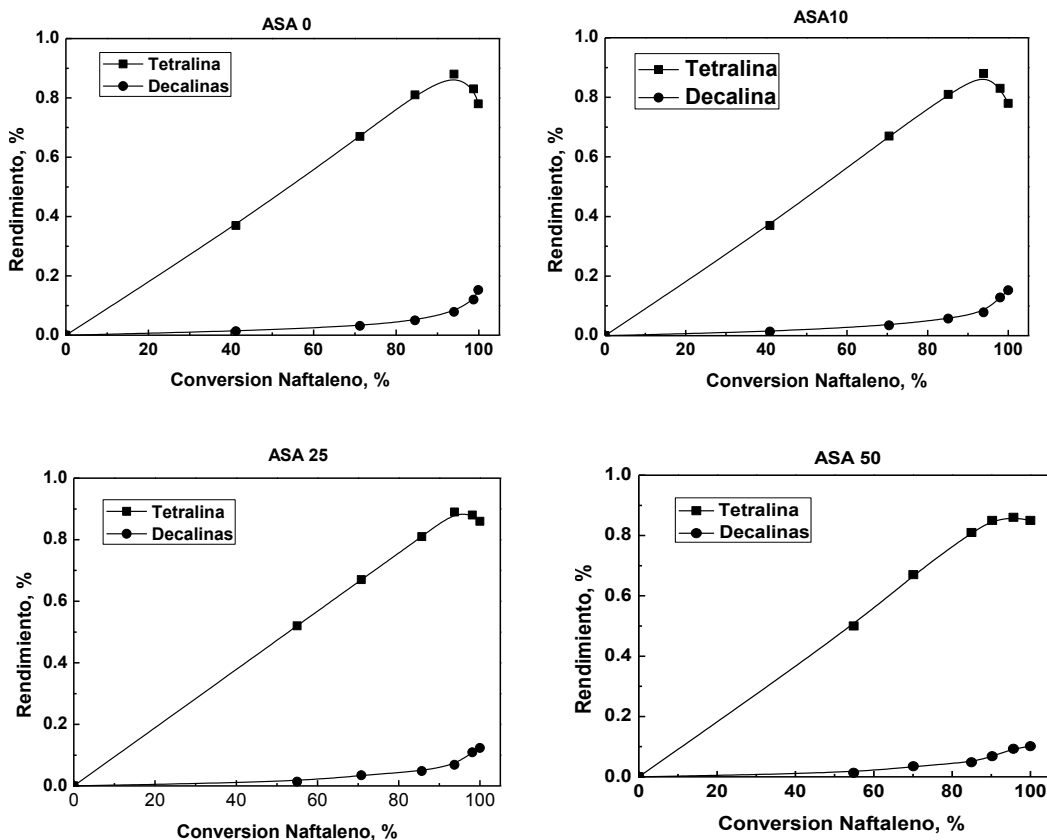 ASA 0
1.0
0.8
0.6
0.4
0.2
0.0
Rendimiento, %
Tetralina
Decalinas
0 20 40 60 80 100
Conversion Naftaleno, %
ASA10
1.0
0.8
0.6
0.4
0.2
0.0
Rendimiento, %
Tetralina
Decalina
0 20 40 60 80 100
Conversion Naftaleno, %
ASA 25
1.0
0.8
0.6
0.4
0.2
0.0
Rendimiento, %
Tetralina
Decalinas
0 20 40 60 80 100
Conversion Naftaleno, %
ASA 50
1.0
0.8
0.6
0.4
0.2
0.0
Rendimiento, %
Tetralina
Decalinas
0 20 40 60 80 100
Conversion Naftaleno, %